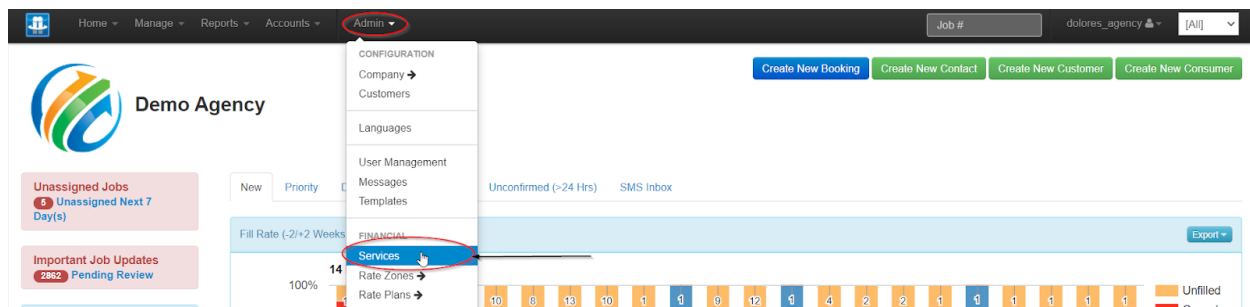 Home Manage Reports Accounts Admin Job # dolores_agency [All]
CONFIGURATION
Company
Customers
Languages
User Management
Messages
Templates
FINANCIAL
Services
Rate Zones
Rate Plans
Create New Booking Create New Contact Create New Customer Create New Consumer
Demo Agency
Unassigned Jobs
5 Unassigned Next 7
Day(s)
Important Job Updates
2862 Pending Review
New Priority Unconfirmed (>24 Hrs) SMS Inbox
Fill Rate (-2/+2 Weeks
Export
14
100%
10 8 13 10 1 1 9 12 1 4 2 2 1 1 1 1 1 1
Unfilled